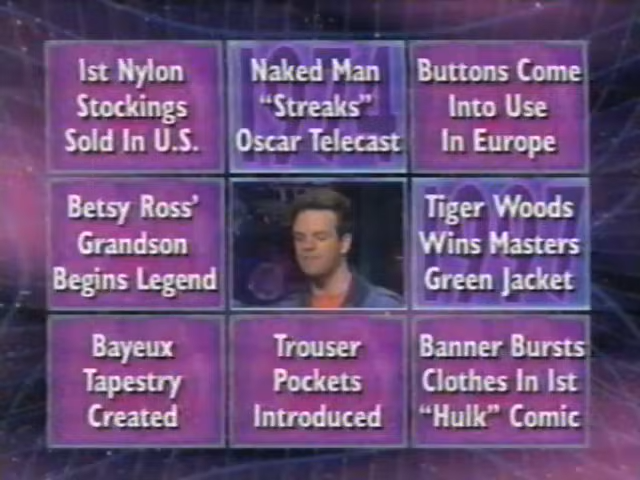 1st Nylon
Stockings
Sold In U.S.
Naked Man
"Streaks"
Oscar Telecast
Buttons Come
Into Use
In Europe
Betsy Ross'
Grandson
Begins Legend
Tiger Woods
Wins Masters
Green Jacket
Bayeux
Tapestry
Created
Trouser
Pockets
Introduced
Banner Bursts
Clothes In 1st
"Hulk" Comic